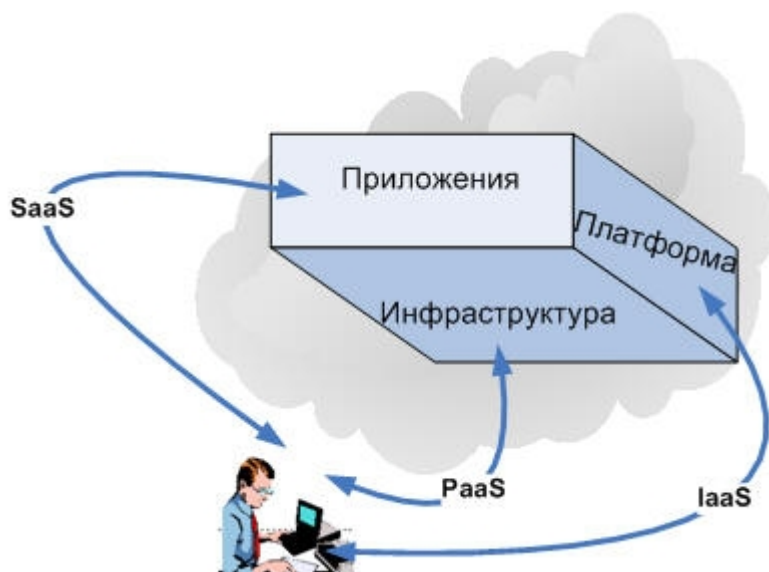 Приложения
SaaS
Платформа
Инфраструктура
PaaS
IaaS